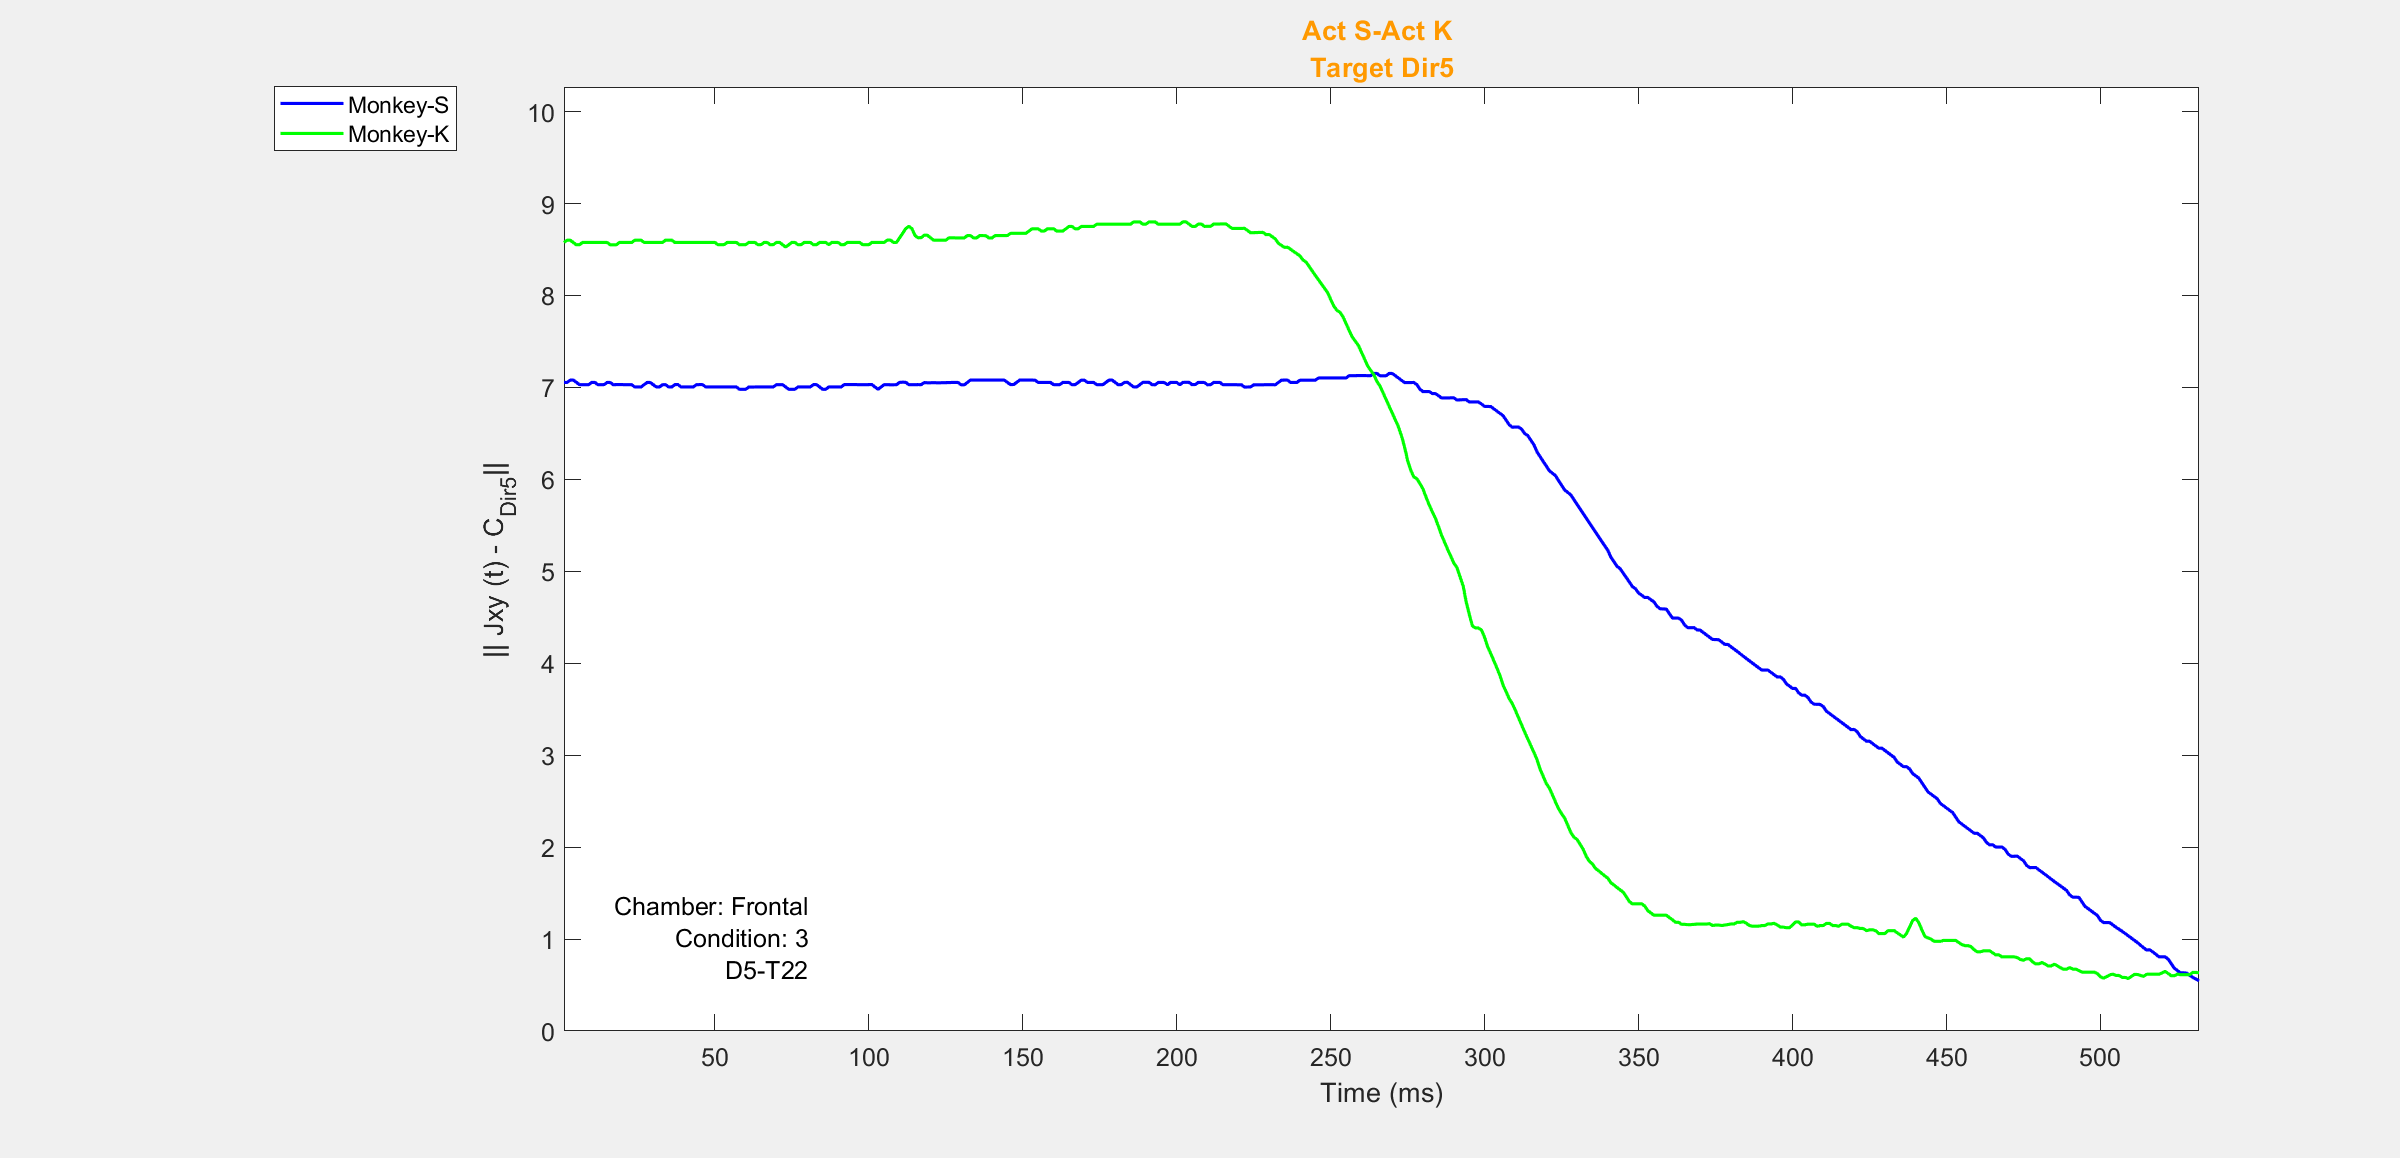 Act S-Act K
Target Dir5
Monkey-S
Monkey-K
10
9
8
7
6
5
4
3
2
1
0
|| Jxy (t) - C_Dir5||
Chamber: Frontal
Condition: 3
D5-T22
50 100 150 200 250 300 350 400 450 500
Time (ms)